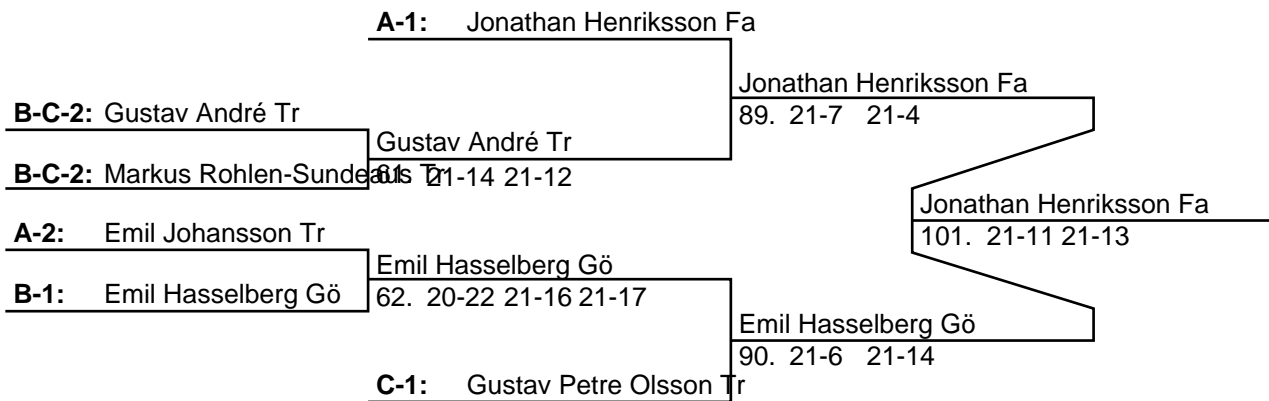 A-1: Jonathan Henriksson Fa
Jonathan Henriksson Fa
89. 21-7 21-4
B-C-2: Gustav André Tr
Gustav André Tr
61. 21-14 21-12
B-C-2: Markus Rohlen-Sundeaus Tr
Jonathan Henriksson Fa
101. 21-11 21-13
A-2: Emil Johansson Tr
Emil Hasselberg Gö
62. 20-22 21-16 21-17
B-1: Emil Hasselberg Gö
Emil Hasselberg Gö
90. 21-6 21-14
C-1: Gustav Petre Olsson Tr